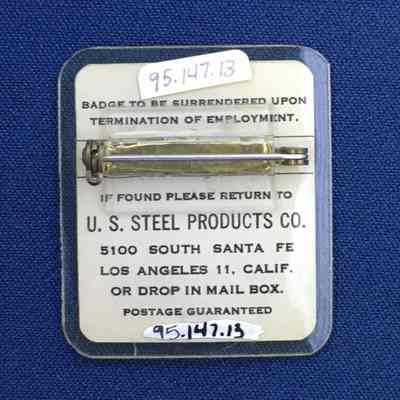 95.147.13
BADGE TO BE SURRENDERED UPON
TERMINATION OF EMPLOYMENT.
IF FOUND PLEASE RETURN TO
U. S. STEEL PRODUCTS CO.
5100 SOUTH SANTA FE
LOS ANGELES 11, CALIF.
OR DROP IN MAIL BOX.
POSTAGE GUARANTEED
95.147.13